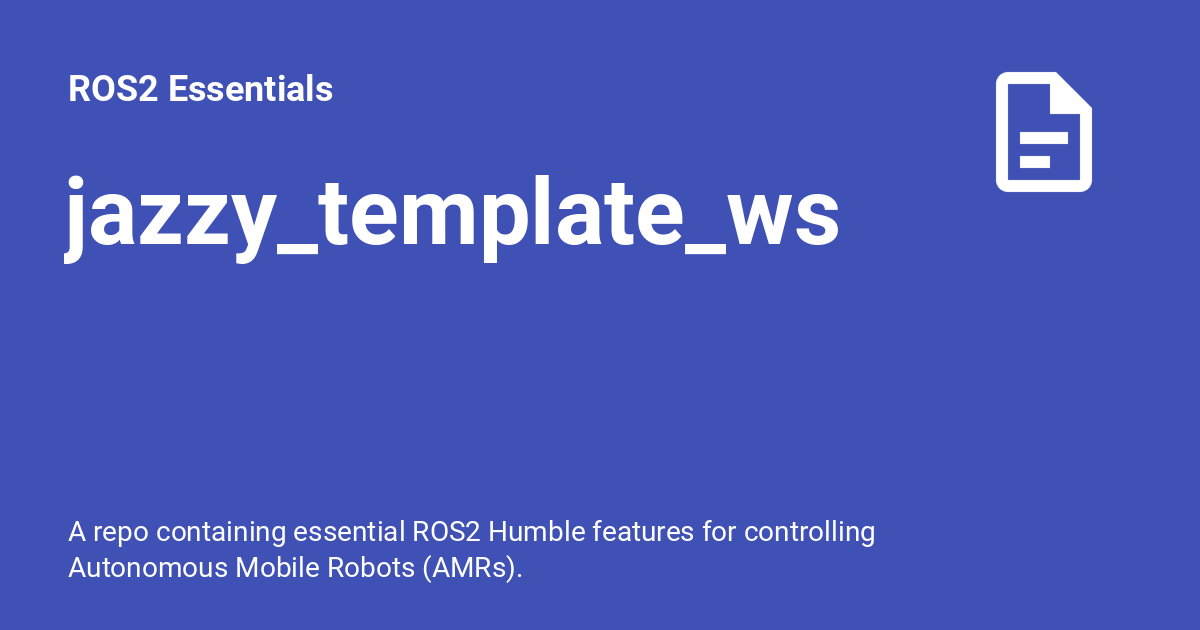 ROS2 Essentials
jazzy_template_ws
A repo containing essential ROS2 Humble features for controlling
Autonomous Mobile Robots (AMRs).